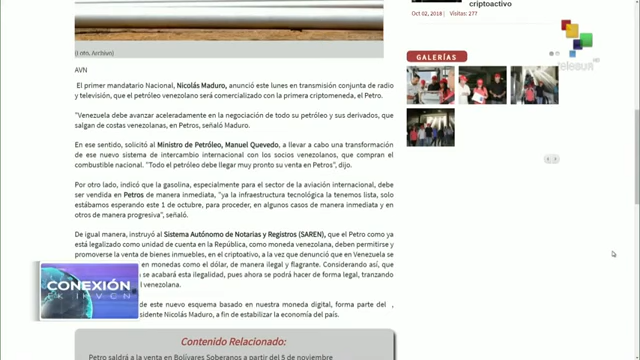 criptoactivo
Oct 02, 2018 | Visitas: 277
teleSUR HD
(Foto. Archivo)
GALERÍAS
AVN
El primer mandatario Nacional, Nicolás Maduro, anunció este lunes en transmisión conjunta de radio
y televisión, que el petróleo venezolano será comercializado con la primera criptomeneda, el Petro.
"Venezuela debe avanzar aceleradamente en la negociación de todo su petróleo y sus derivados, que
salgan de costas venezolanas, en Petros, señaló Maduro.
En ese sentido, solicitó al Ministro de Petróleo, Manuel Quevedo, a llevar a cabo una transformación
de ese nuevo sistema de intercambio internacional con los socios venezolanos, que compran el
combustible nacional. "Todo el petróleo debe llegar muy pronto su venta en Petros", dijo.
Por otro lado, indicó que la gasolina, especialmente para el sector de la aviación internacional, debe
ser vendida en Petros de manera inmediata, "ya la infraestructura tecnológica la tenemos lista, solo
estábamos esperando este 1 de octubre, para proceder, en algunos casos de manera inmediata y en
otros de manera progresiva", señaló.
De igual manera, instruyó al Sistema Autónomo de Notarias y Registros (SAREN), que el Petro como ya
está legalizado como unidad de cuenta en la República, como moneda venezolana, deben permitirse y
promoverse la venta de bienes inmuebles, en el criptoactivo, a la vez que denunció que en Venezuela se
en monedas como el dólar, de manera ilegal y flagrante. Considerando así, que
se acabará esta ilegalidad, pues ahora se podrá hacer de forma legal, tranzando
l venezolana.
CONEXIÓN
de este nuevo esquema basado en nuestra moneda digital, forma parte del ,
sidente Nicolás Maduro, a fin de estabilizar la economía del país.
Contenido Relacionado:
Petro saldrá a la venta en Bolívares Soberanos a partir del 5 de noviembre